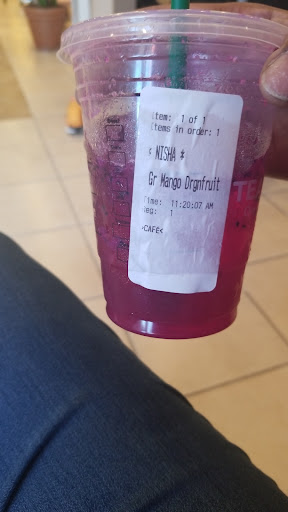 Item: 1 of 1
Items in order: 1
* NISHA *
Gr Mango Drgnfruit
Time: 11:20:07 AM
Reg: 1
>CAFE<
TE